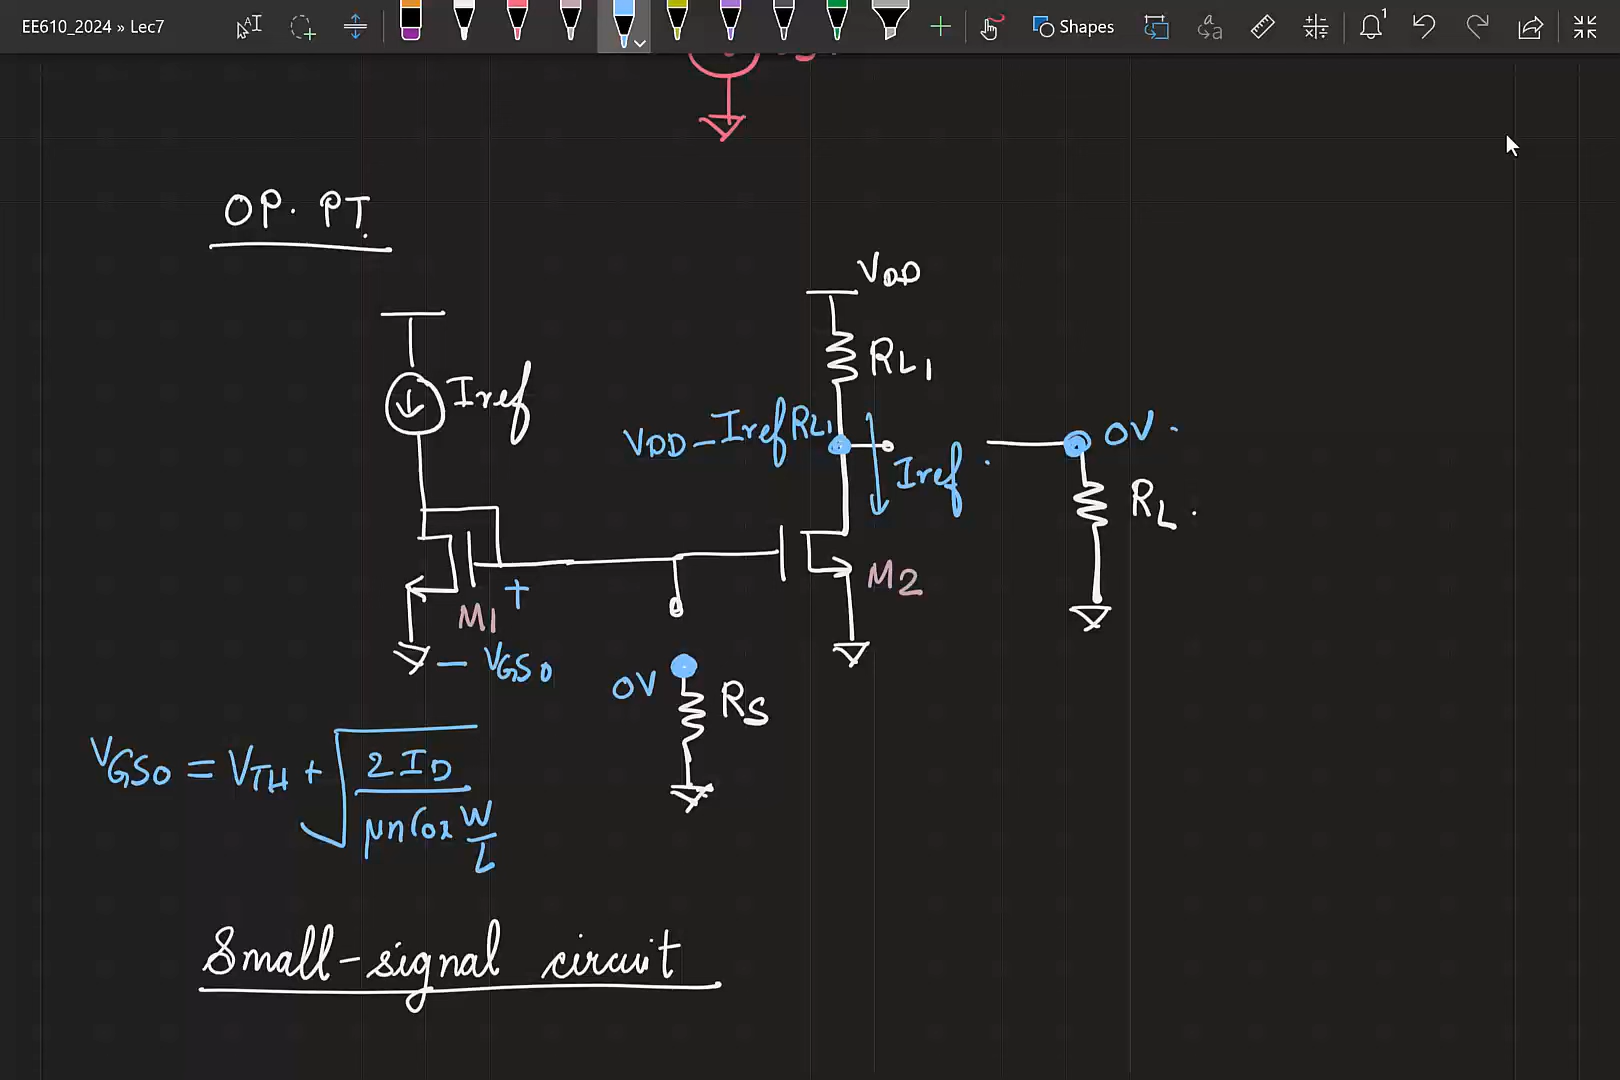 EE610_2024 » Lec7
Shapes
1
OP. PT.
VDD
RL1
Iref
VDD - IrefRL1
0V
Iref
RL
M2
M1
+
- VGS0
0V
RS
VGS0 = VTH + √(2ID / μnCox W/L)
Small-signal circuit